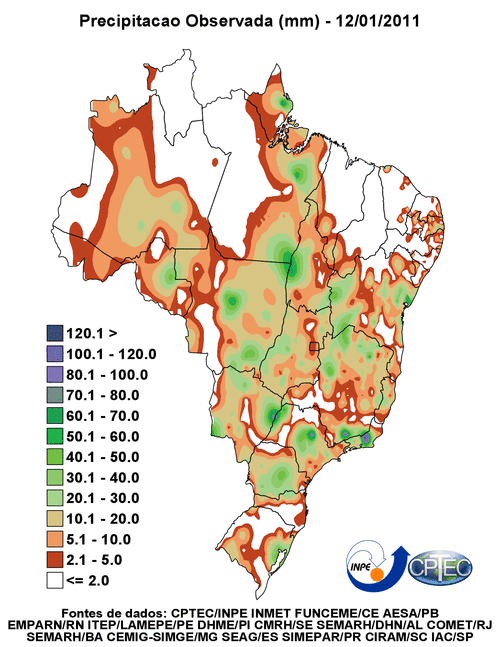 Precipitacao Observada (mm) - 12/01/2011
120.1 >
100.1 - 120.0
80.1 - 100.0
70.1 - 80.0
60.1 - 70.0
50.1 - 60.0
40.1 - 50.0
30.1 - 40.0
20.1 - 30.0
10.1 - 20.0
5.1 - 10.0
2.1 - 5.0
<= 2.0
INPE
CPTEC
Fontes de dados: CPTEC/INPE INMET FUNCEME/CE AESA/PB
EMPARN/RN ITEP/LAMEPE/PE DHME/PI CMRH/SE SEMARH/DHN/AL COMET/RJ
SEMARH/BA CEMIG-SIMGE/MG SEAG/ES SIMEPAR/PR CIRAM/SC IAC/SP